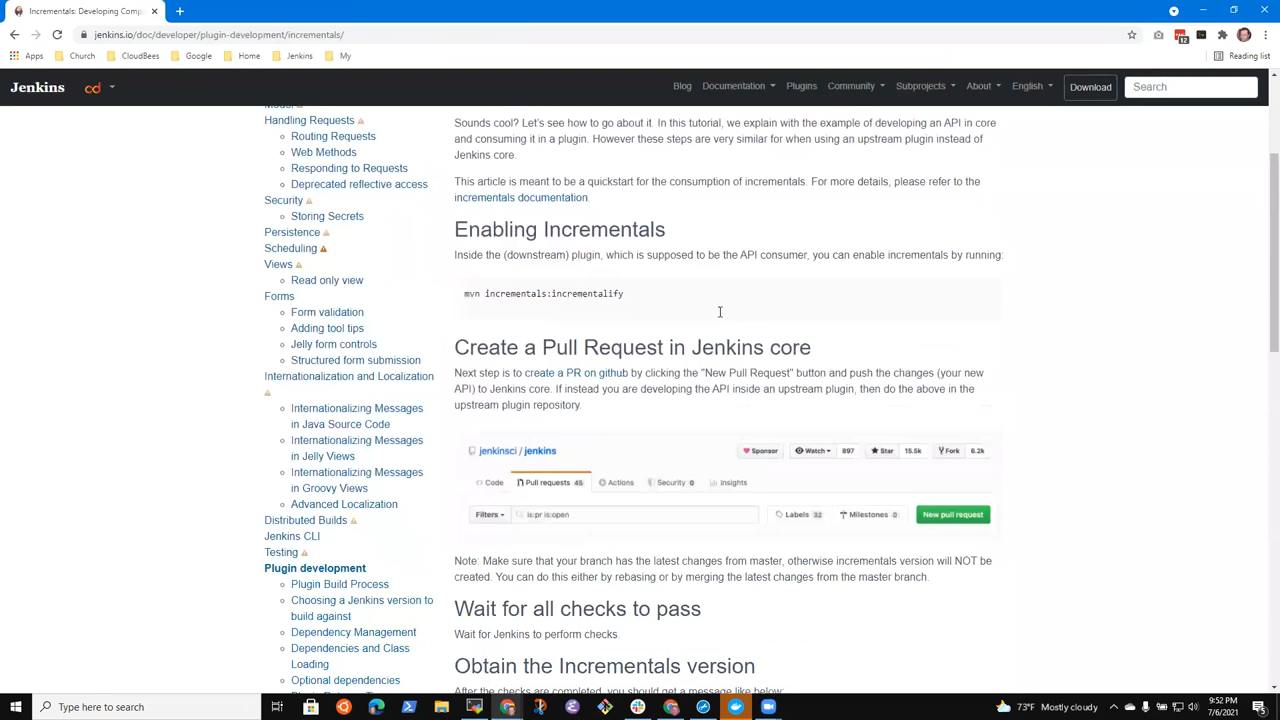 Incrementals: Developing Comp
jenkins.io/doc/developer/plugin-development/incrementals/
12
Apps Church CloudBees Google Home Jenkins My Reading list
Jenkins cd Blog Documentation Plugins Community Subprojects About English Download Search
Handling Requests
Routing Requests
Web Methods
Responding to Requests
Deprecated reflective access
Security
Storing Secrets
Persistence
Scheduling
Views
Read only view
Forms
Form validation
Adding tool tips
Jelly form controls
Structured form submission
Internationalization and Localization
Internationalizing Messages
in Java Source Code
Internationalizing Messages
in Jelly Views
Internationalizing Messages
in Groovy Views
Advanced Localization
Distributed Builds
Jenkins CLI
Testing
Plugin development
Plugin Build Process
Choosing a Jenkins version to
build against
Dependency Management
Dependencies and Class
Loading
Optional dependencies
Sounds cool? Let's see how to go about it. In this tutorial, we explain with the example of developing an API in core
and consuming it in a plugin. However these steps are very similar for when using an upstream plugin instead of
Jenkins core.
This article is meant to be a quickstart for the consumption of incrementals. For more details, please refer to the
incrementals documentation.
Enabling Incrementals
Inside the (downstream) plugin, which is supposed to be the API consumer, you can enable incrementals by running:
mvn incrementals:incrementalify
Create a Pull Request in Jenkins core
Next step is to create a PR on github by clicking the "New Pull Request" button and push the changes (your new
API) to Jenkins core. If instead you are developing the API inside an upstream plugin, then do the above in the
upstream plugin repository.
jenkinsci / jenkins Sponsor Watch 897 Star 15.5k Fork 6.2k
Code Pull requests 45 Actions Security 0 Insights
Filters is:pr is:open Labels 32 Milestones 0 New pull request
Note: Make sure that your branch has the latest changes from master, otherwise incrementals version will NOT be
created. You can do this either by rebasing or by merging the latest changes from the master branch.
Wait for all checks to pass
Wait for Jenkins to perform checks.
Obtain the Incrementals version
After the checks are completed, you should get a message like below:
Type here to search
73°F Mostly cloudy
9:52 PM
7/6/2021